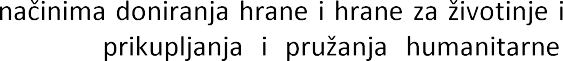 načinima doniranja hrane i hrane za životinje i
prikupljanja i pružanja humanitarne